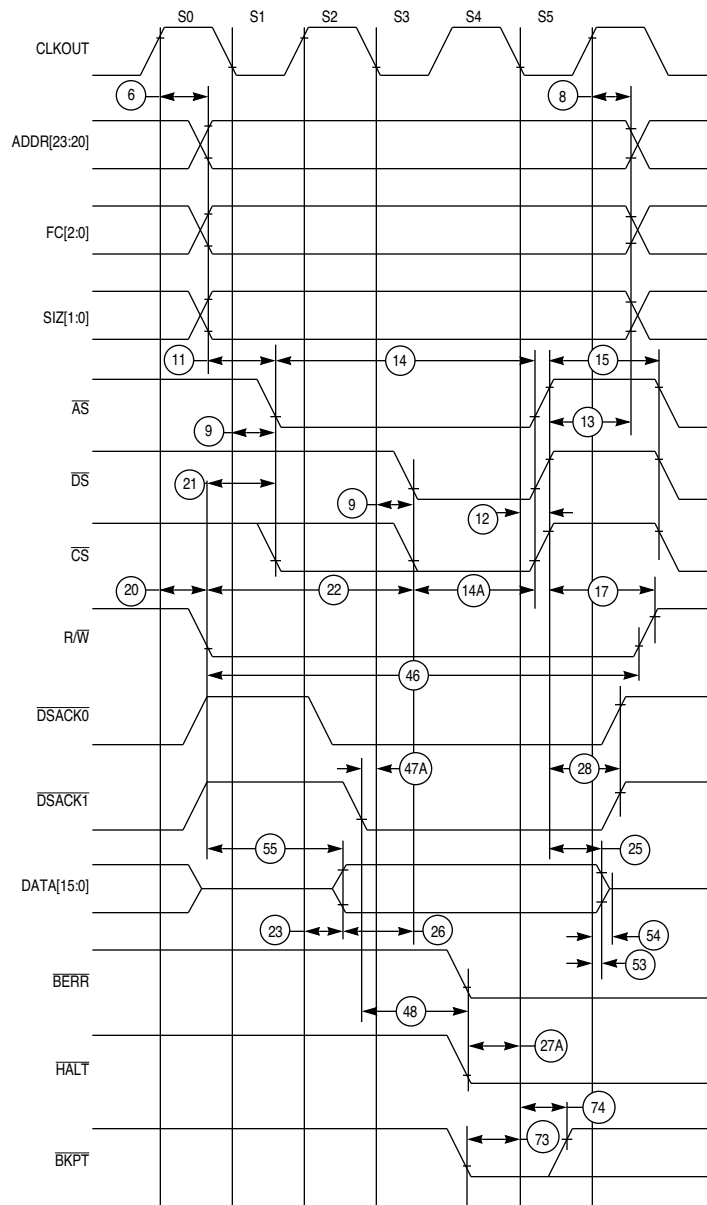 S0 S1 S2 S3 S4 S5
CLKOUT
6 8
ADDR[23:20]
FC[2:0]
SIZ[1:0]
11 14 15
AS
9 13
DS
21 9 12
CS
20 22 14A 17
R/W
46
DSACK0
47A 28
DSACK1
55 25
DATA[15:0]
23 26 54
53
BERR
48
27A
HALT
74
73
BKPT